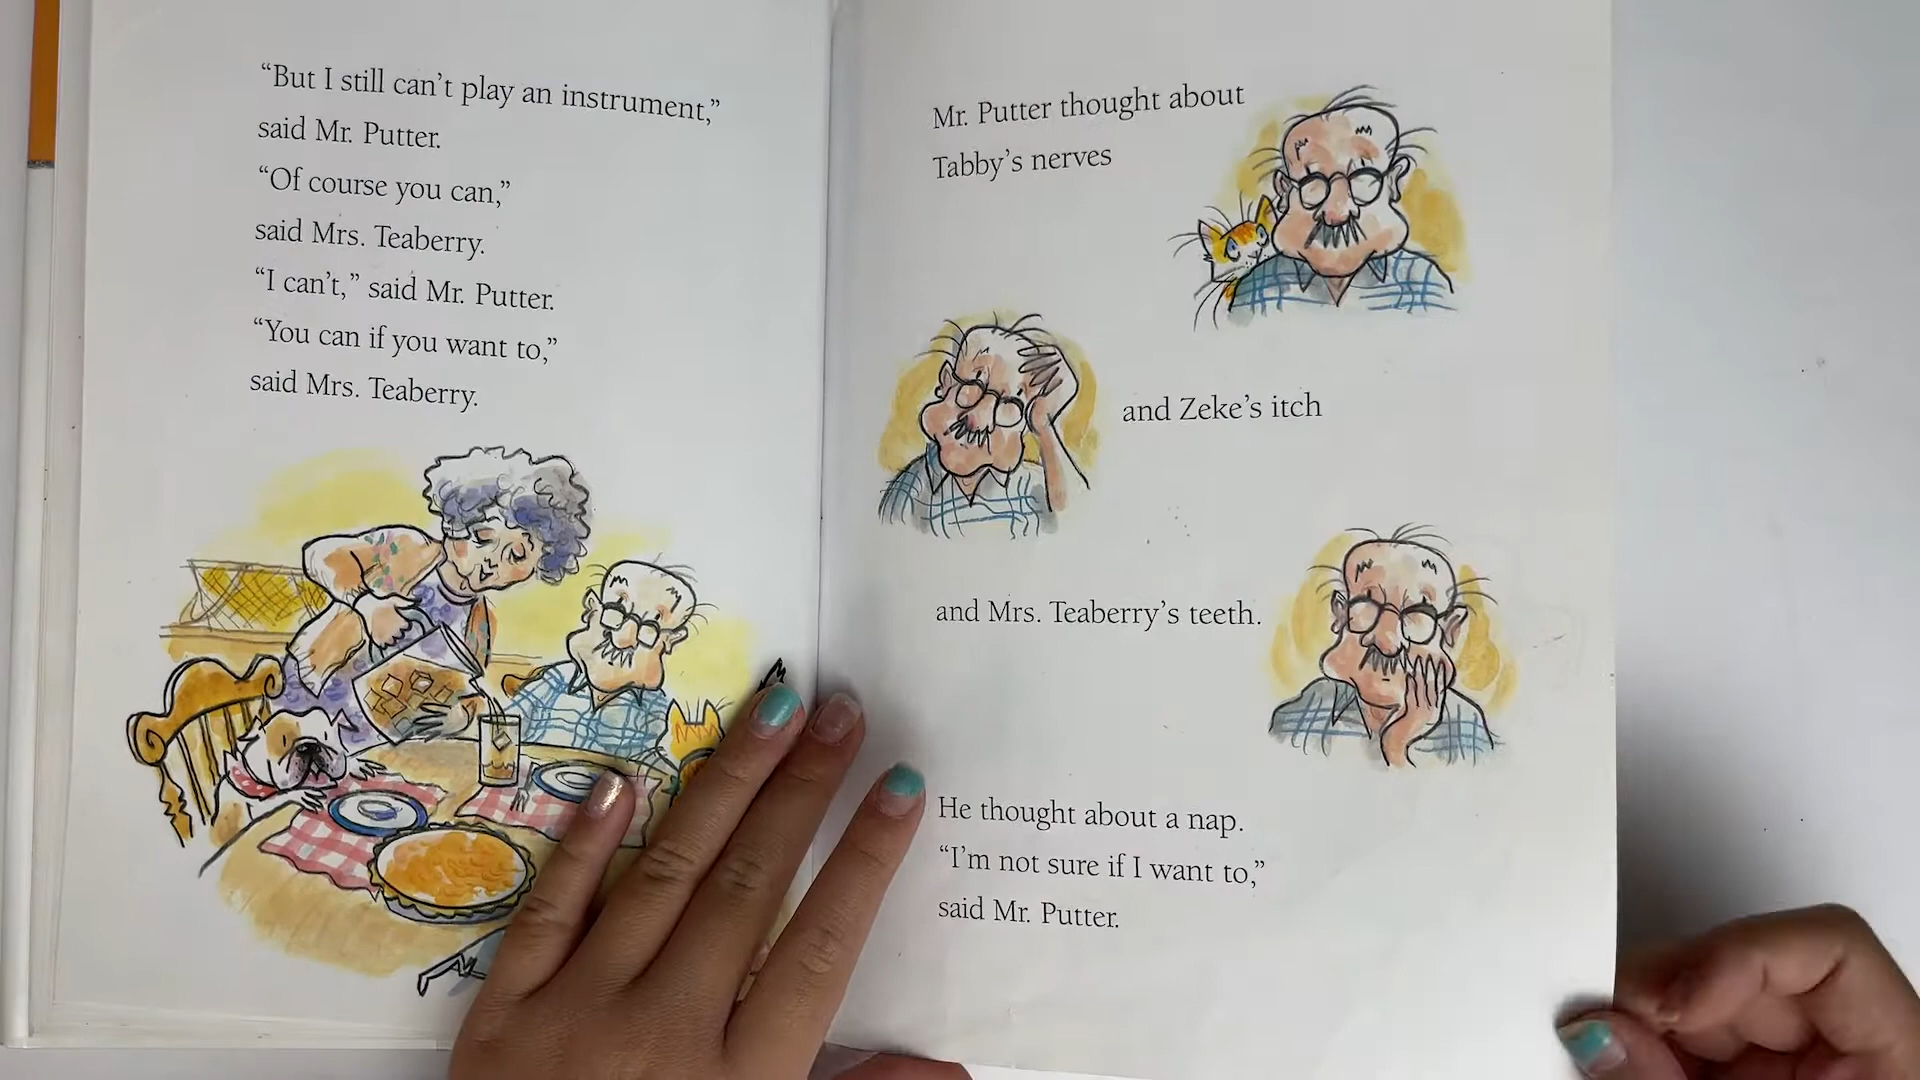 “But I still can’t play an instrument,”
said Mr. Putter.
“Of course you can,”
said Mrs. Teaberry.
“I can’t,” said Mr. Putter.
“You can if you want to,”
said Mrs. Teaberry.
Mr. Putter thought about
Tabby’s nerves
and Zeke’s itch
and Mrs. Teaberry’s teeth.
He thought about a nap.
“I’m not sure if I want to,”
said Mr. Putter.